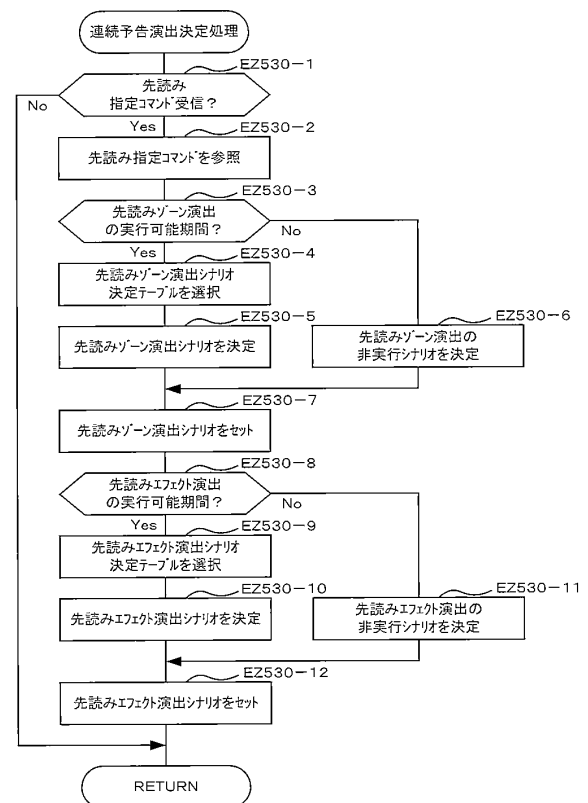 連続予告演出決定処理
EZ530-1
先読み
指定コマンド受信？
No
Yes
EZ530-2
先読み指定コマンドを参照
EZ530-3
先読みゾーン演出
の実行可能期間？
No
Yes
EZ530-4
先読みゾーン演出シナリオ
決定テーブルを選択
EZ530-5
先読みゾーン演出シナリオを決定
EZ530-6
先読みゾーン演出の
非実行シナリオを決定
EZ530-7
先読みゾーン演出シナリオをセット
EZ530-8
先読みエフェクト演出
の実行可能期間？
No
Yes
EZ530-9
先読みエフェクト演出シナリオ
決定テーブルを選択
EZ530-10
先読みエフェクト演出シナリオを決定
EZ530-11
先読みエフェクト演出の
非実行シナリオを決定
EZ530-12
先読みエフェクト演出シナリオをセット
RETURN